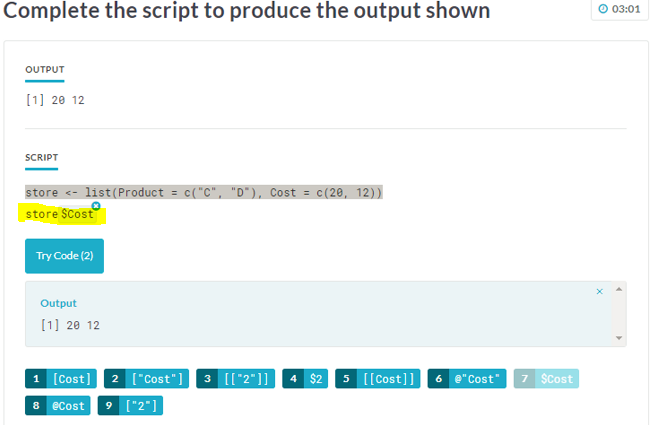 Complete the script to produce the output shown
03:01
OUTPUT
[1] 20 12
SCRIPT
store <- list(Product = c("C", "D"), Cost = c(20, 12))
store $Cost
Try Code (2)
Output
[1] 20 12
1 [Cost] 2 ["Cost"] 3 [["2"]] 4 $2 5 [[Cost]] 6 @"Cost" 7 $Cost
8 @Cost 9 ["2"]